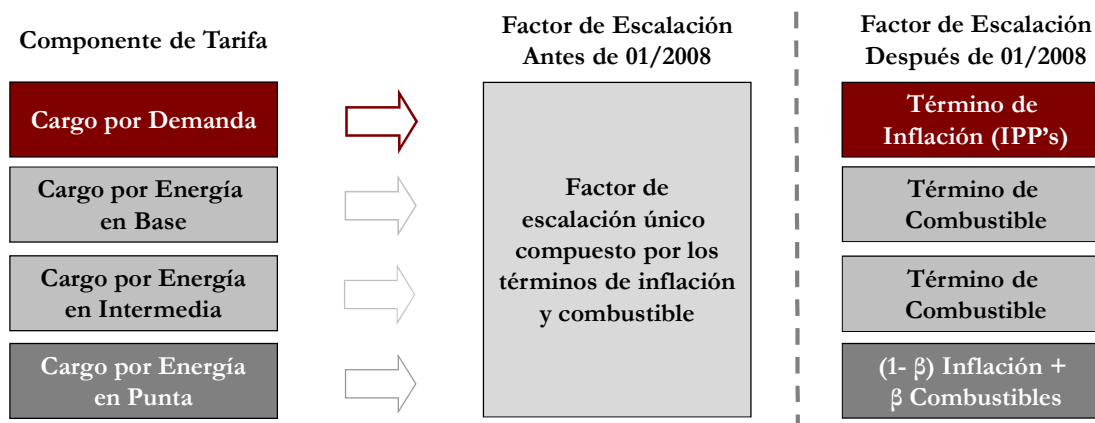 Componente de Tarifa
Factor de Escalación
Antes de 01/2008
Factor de Escalación
Después de 01/2008
Cargo por Demanda
Cargo por Energía
en Base
Cargo por Energía
en Intermedia
Cargo por Energía
en Punta
Factor de
escalación único
compuesto por los
términos de inflación
y combustible
Término de
Inflación (IPP's)
Término de
Combustible
Término de
Combustible
(1- β) Inflación +
β Combustibles